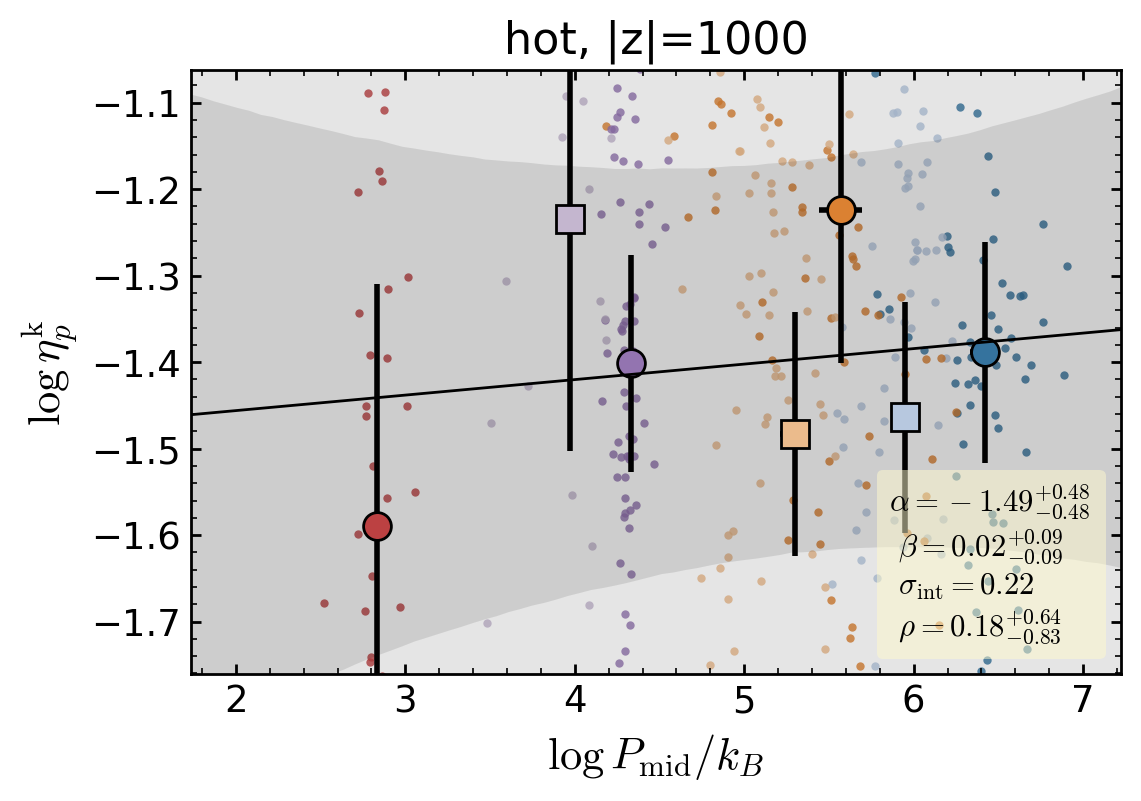 hot, |z|=1000
log η_p^k
−1.1
−1.2
−1.3
−1.4
−1.5
−1.6
−1.7
α = − 1.49^{+0.48}_{−0.48}
β = 0.02^{+0.09}_{−0.09}
σ_int = 0.22
ρ = 0.18^{+0.64}_{−0.83}
2 3 4 5 6 7
log P_mid/k_B